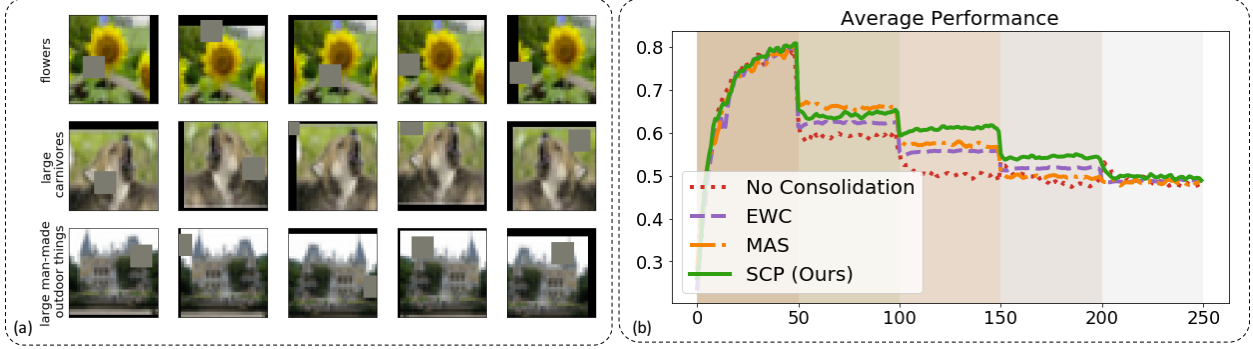 flowers
large
carnivores
large man-made
outdoor things
(a)
Average Performance
0.8
0.7
0.6
0.5
0.4
0.3
No Consolidation
EWC
MAS
SCP (Ours)
0
50
100
150
200
250
(b)